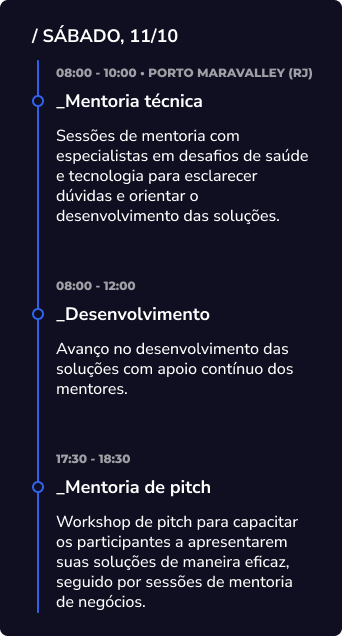 / SÁBADO, 11/10
08:00 - 10:00 • PORTO MARAVALLEY (RJ)
_Mentoria técnica
Sessões de mentoria com
especialistas em desafios de saúde
e tecnologia para esclarecer
dúvidas e orientar o
desenvolvimento das soluções.
08:00 - 12:00
_Desenvolvimento
Avanço no desenvolvimento das
soluções com apoio contínuo dos
mentores.
17:30 - 18:30
_Mentoria de pitch
Workshop de pitch para capacitar
os participantes a apresentarem
suas soluções de maneira eficaz,
seguido por sessões de mentoria
de negócios.